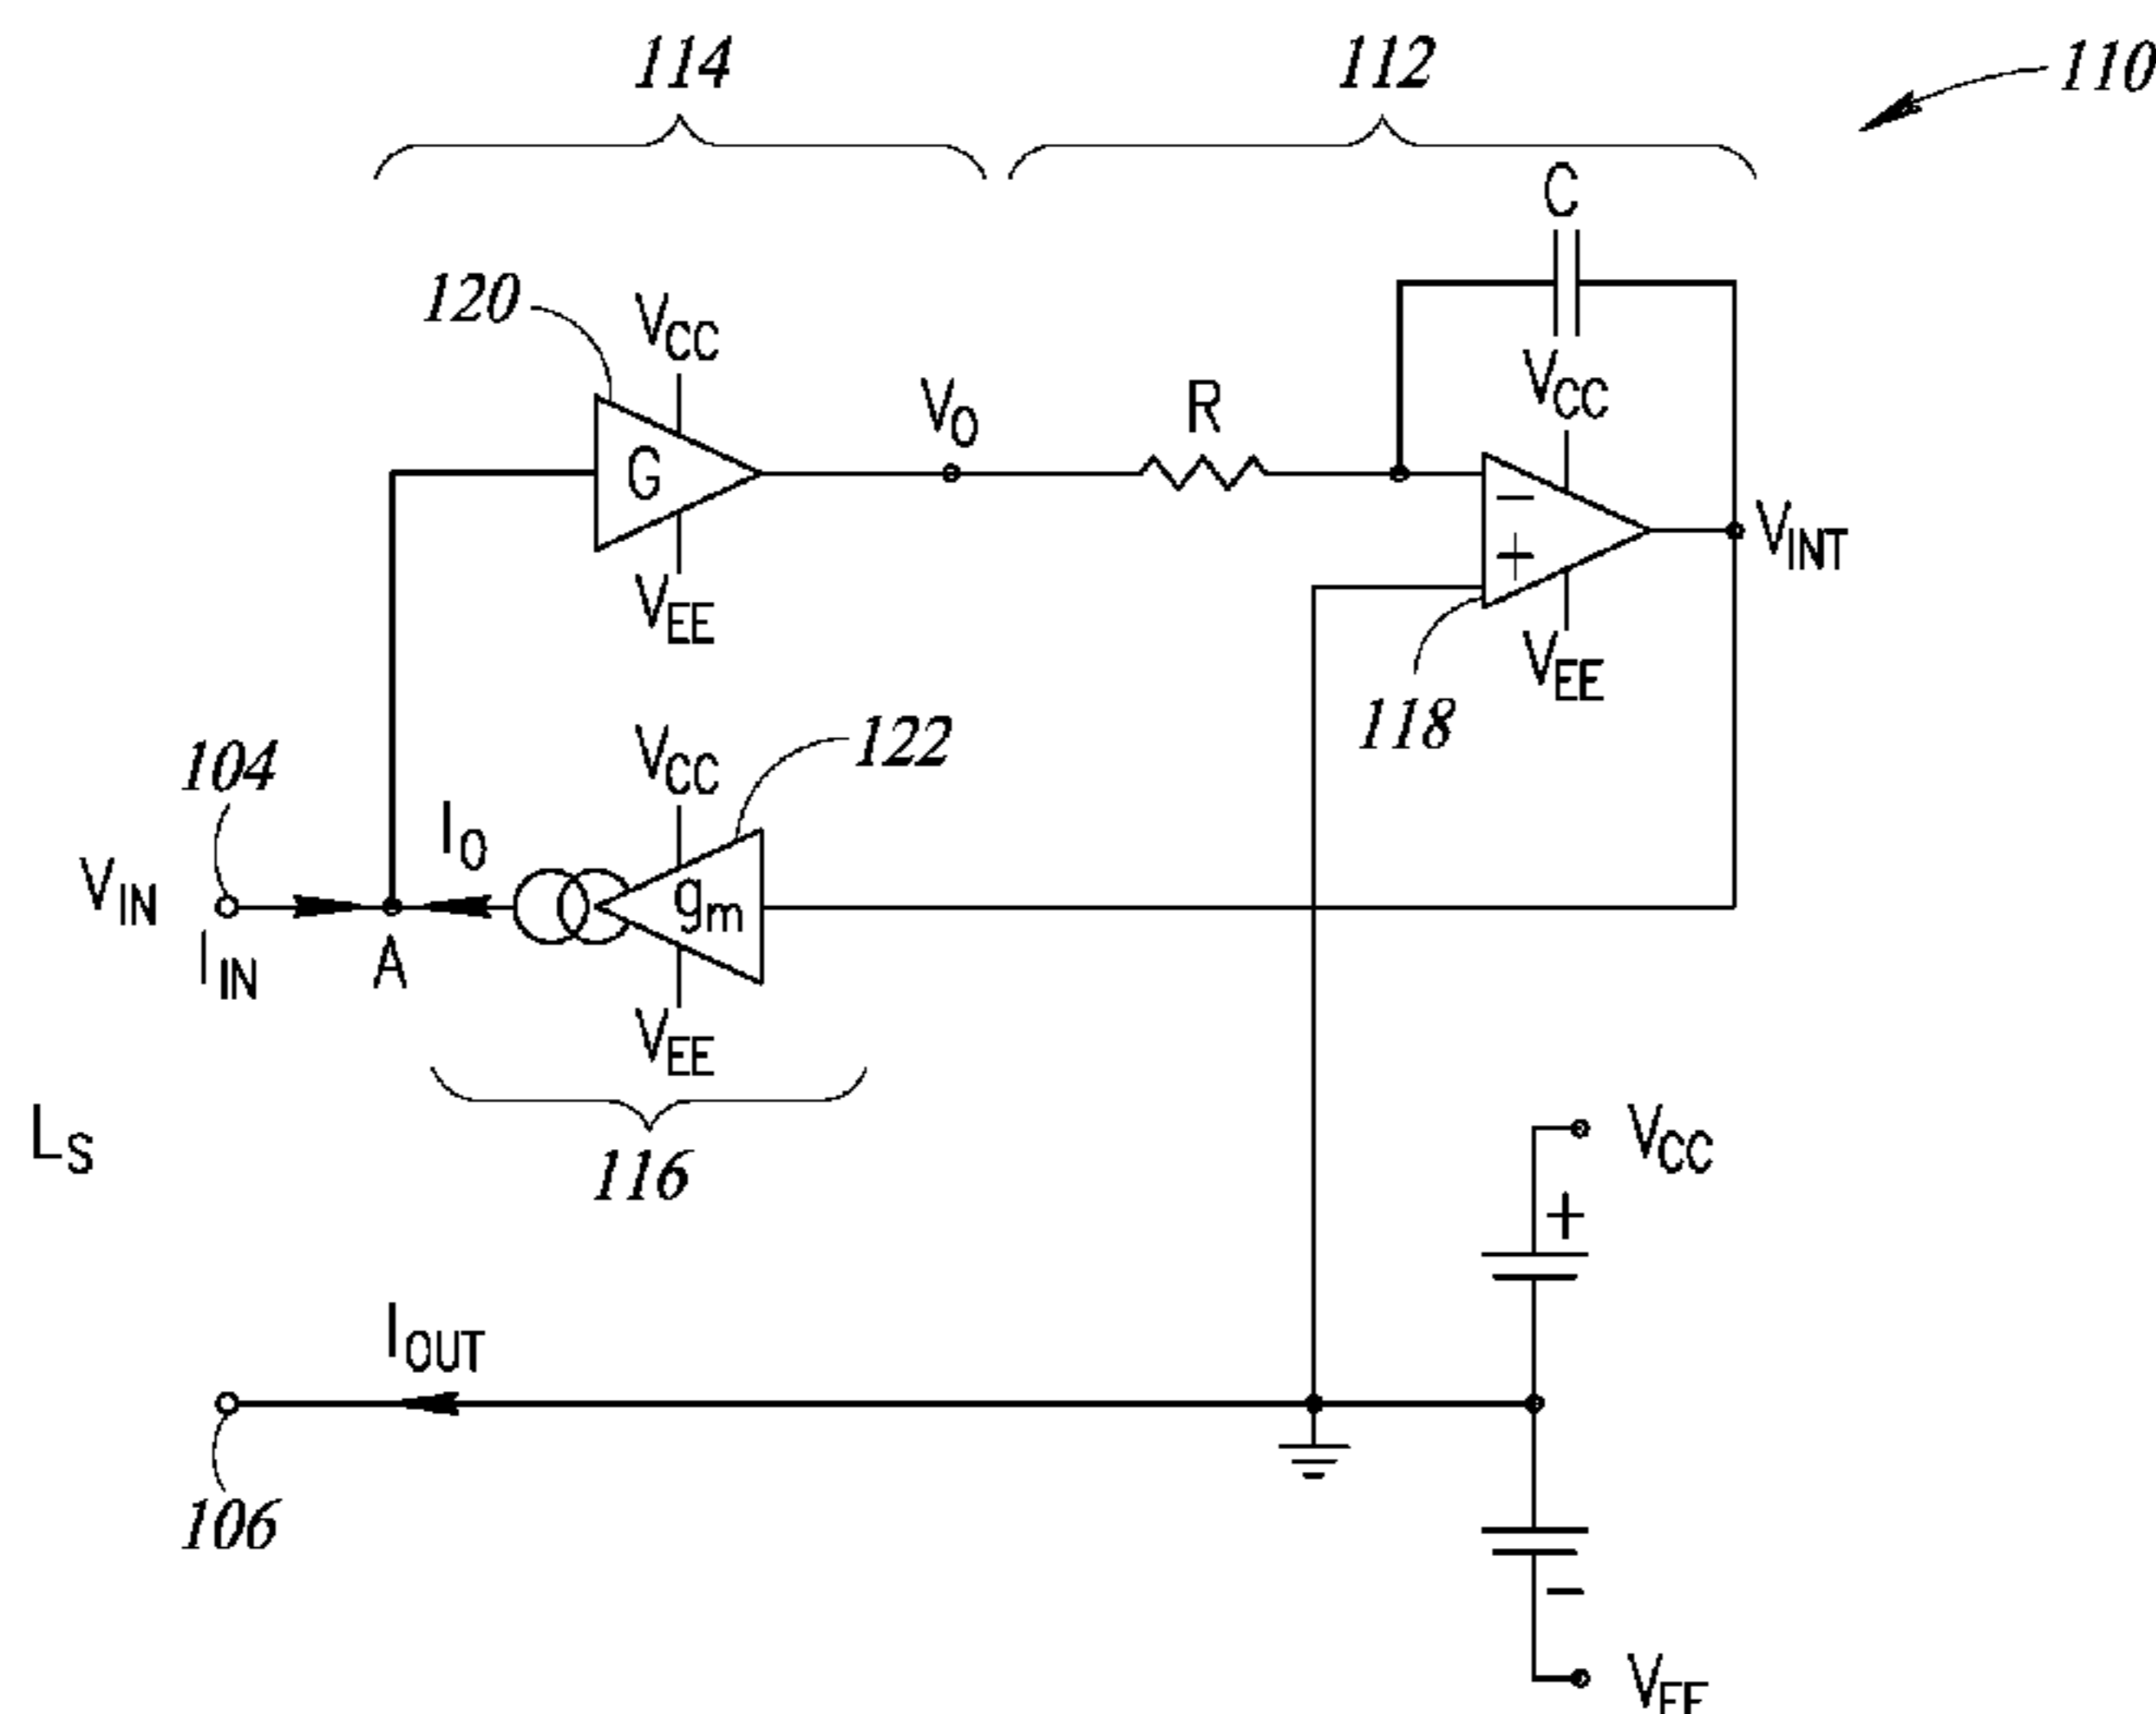 114
112
110
C
120
VCC
VCC
VO
R
G
−
+
VINT
VEE
VEE
118
122
VCC
104
IO
VIN
gm
IIN
A
VEE
LS
116
VCC
+
IOUT
106
−
VEE